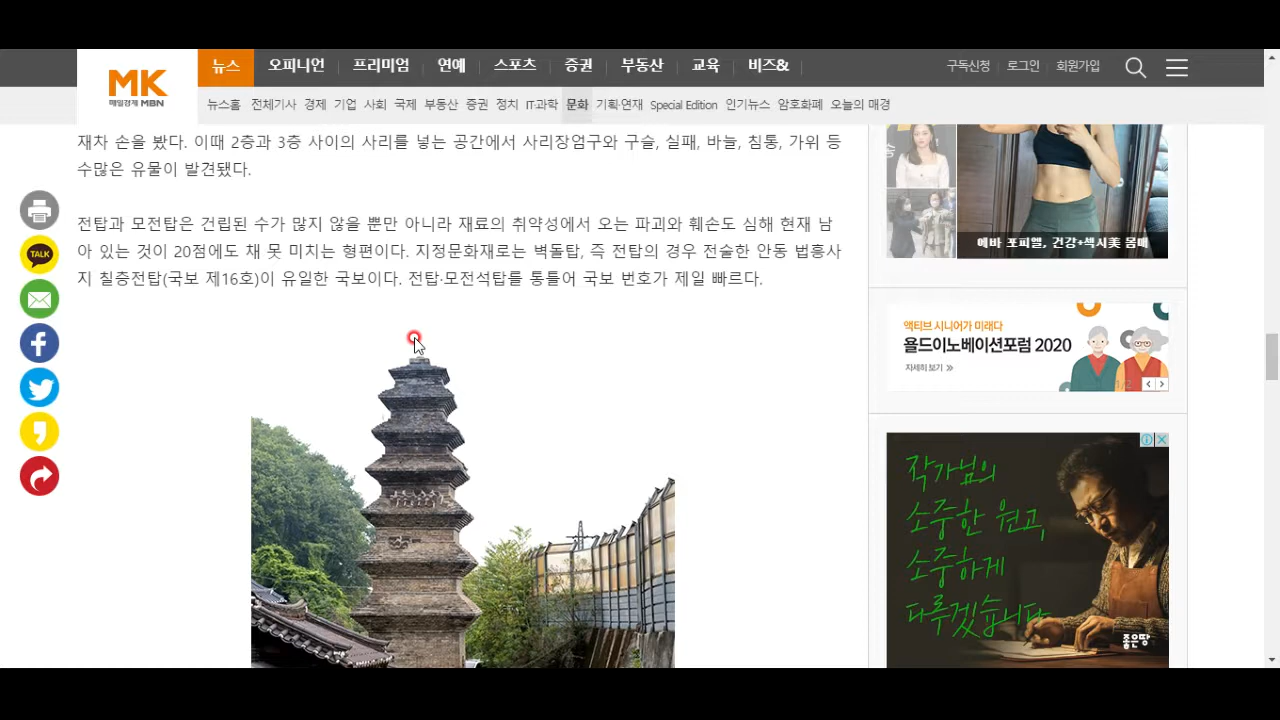 MK
매일경제 MBN
뉴스 오피니언 프리미엄 연예 스포츠 증권 부동산 교육 비즈&
구독신청 로그인 회원가입
뉴스홈 전체기사 경제 기업 사회 국제 부동산 증권 정치 IT·과학 문화 기획·연재 Special Edition 인기뉴스 암호화폐 오늘의 매경
재차 손을 봤다. 이때 2층과 3층 사이의 사리를 넣는 공간에서 사리장엄구와 구슬, 실패, 바늘, 침통, 가위 등
수많은 유물이 발견됐다.
전탑과 모전탑은 건립된 수가 많지 않을 뿐만 아니라 재료의 취약성에서 오는 파괴와 훼손도 심해 현재 남
아 있는 것이 20점에도 채 못 미치는 형편이다. 지정문화재로는 벽돌탑, 즉 전탑의 경우 전술한 안동 법흥사
지 칠층전탑(국보 제16호)이 유일한 국보이다. 전탑·모전석탑를 통틀어 국보 번호가 제일 빠르다.
TALK
에바 포피엘, 건강+섹시美 몸매
액티브 시니어가 미래다
욜드이노베이션포럼 2020
자세히 보기
1/2
작가님의
소중한 원고,
소중하게
다루겠습니다
좋은땅